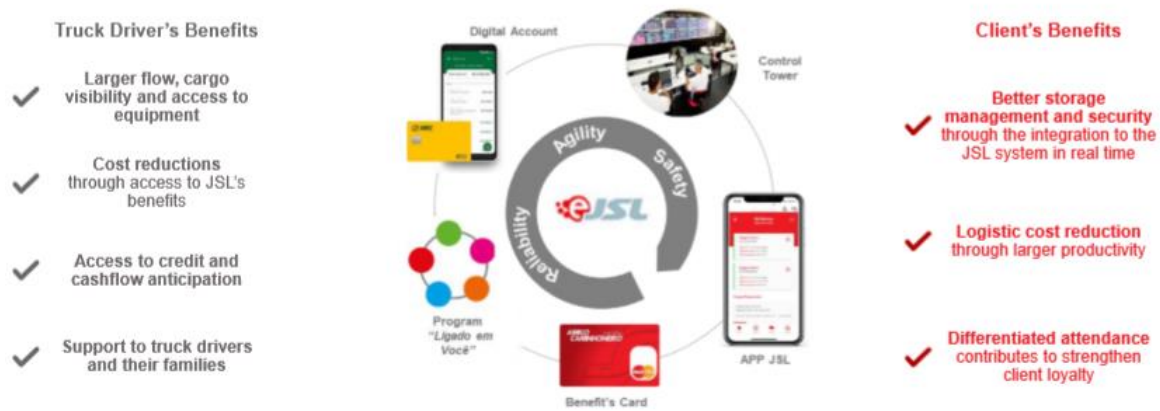 Truck Driver's Benefits
Larger flow, cargo
visibility and access to
equipment
Cost reductions
through access to JSL's
benefits
Access to credit and
cashflow anticipation
Support to truck drivers
and their families
Digital Account
Control
Tower
Agility
Safety
Reliability
eJSL
Program
"Ligado em
Você"
AMIGO
CAMINHONEIRO
Benefit's Card
APP JSL
Client's Benefits
Better storage
management and security
through the integration to the
JSL system in real time
Logistic cost reduction
through larger productivity
Differentiated attendance
contributes to strengthen
client loyalty